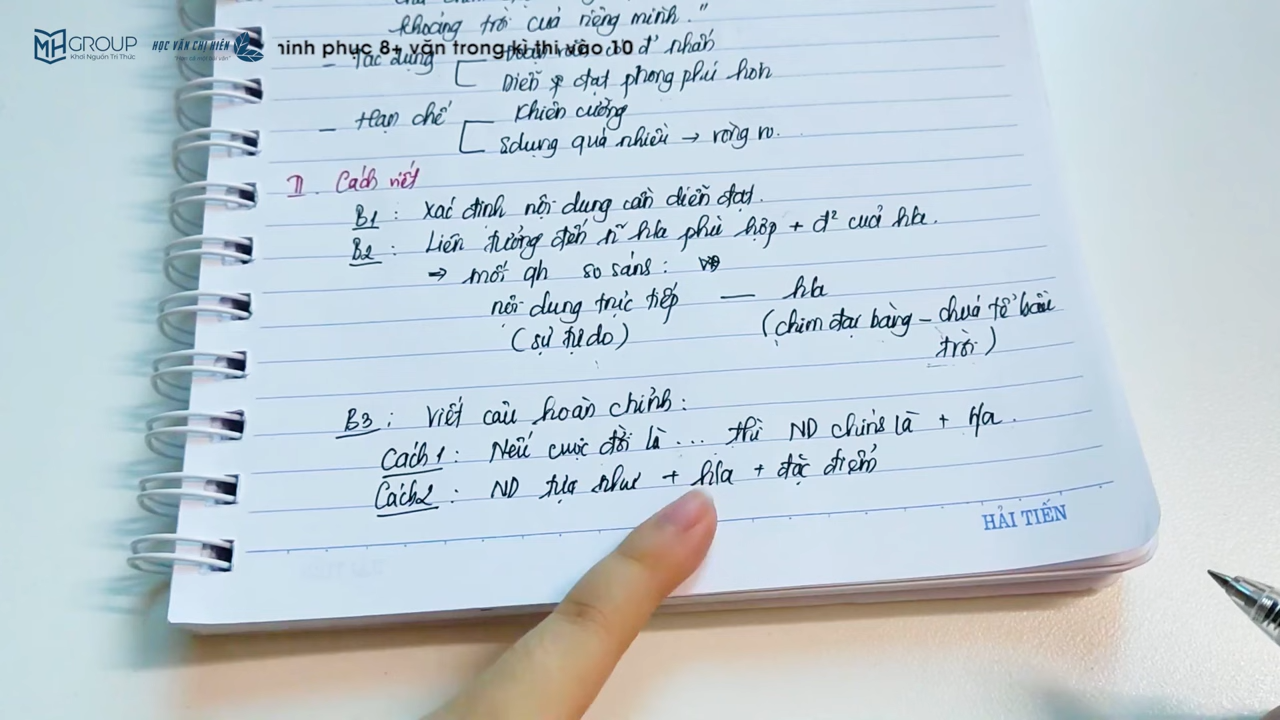 khoảng trời của riêng mình."
MH GROUP
Khơi Nguồn Tri Thức
HỌC VĂN CHỊ HIÊN
hinh phục 8+ văn trong kì thi vào 10
- Tác dụng đ² nhấn
Diễn đạt phong phú hơn
- Hạn chế Khiên cưỡng
Sdụng quá nhiều → rườm rà.
II. Cách viết
B1 : Xác định nội dung cần diễn đạt.
B2 : Liên tưởng đến ~ h/a phù hợp + đ² của h/a.
→ mối qh so sánh:
nội dung trực tiếp — h/a
(sự tự do) (chim đại bàng - chúa tể bầu
trời)
B3 : Viết câu hoàn chỉnh :
Cách 1 : Nếu cuộc đời là ... thì ND chính là + h/a.
Cách 2 : ND tựa như + h/a + đặc điểm
HẢI TIẾN